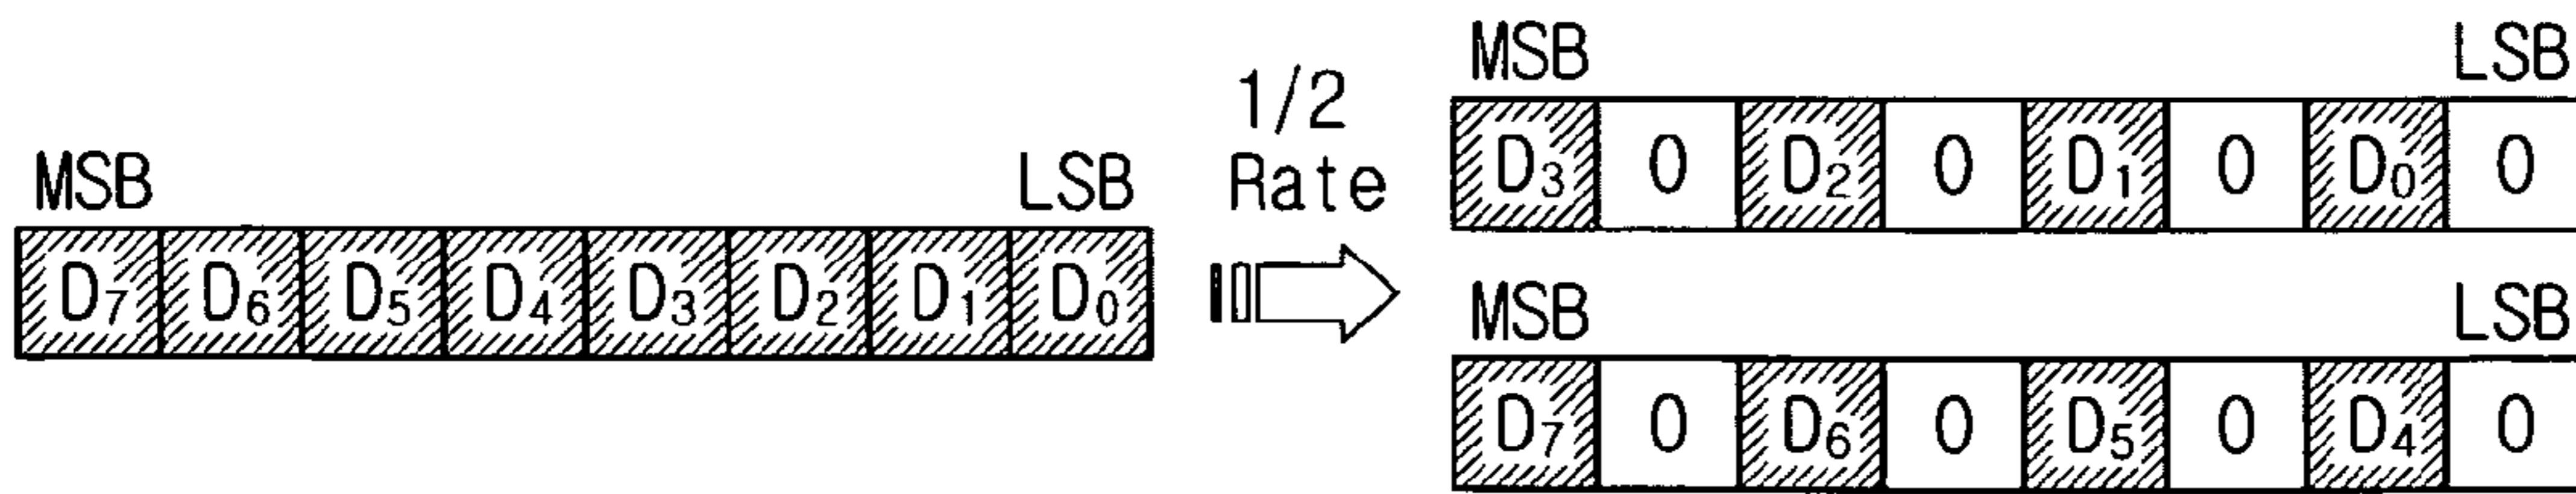 MSB LSB
D7 D6 D5 D4 D3 D2 D1 D0
1/2
Rate
MSB LSB
D3 0 D2 0 D1 0 D0 0
MSB LSB
D7 0 D6 0 D5 0 D4 0